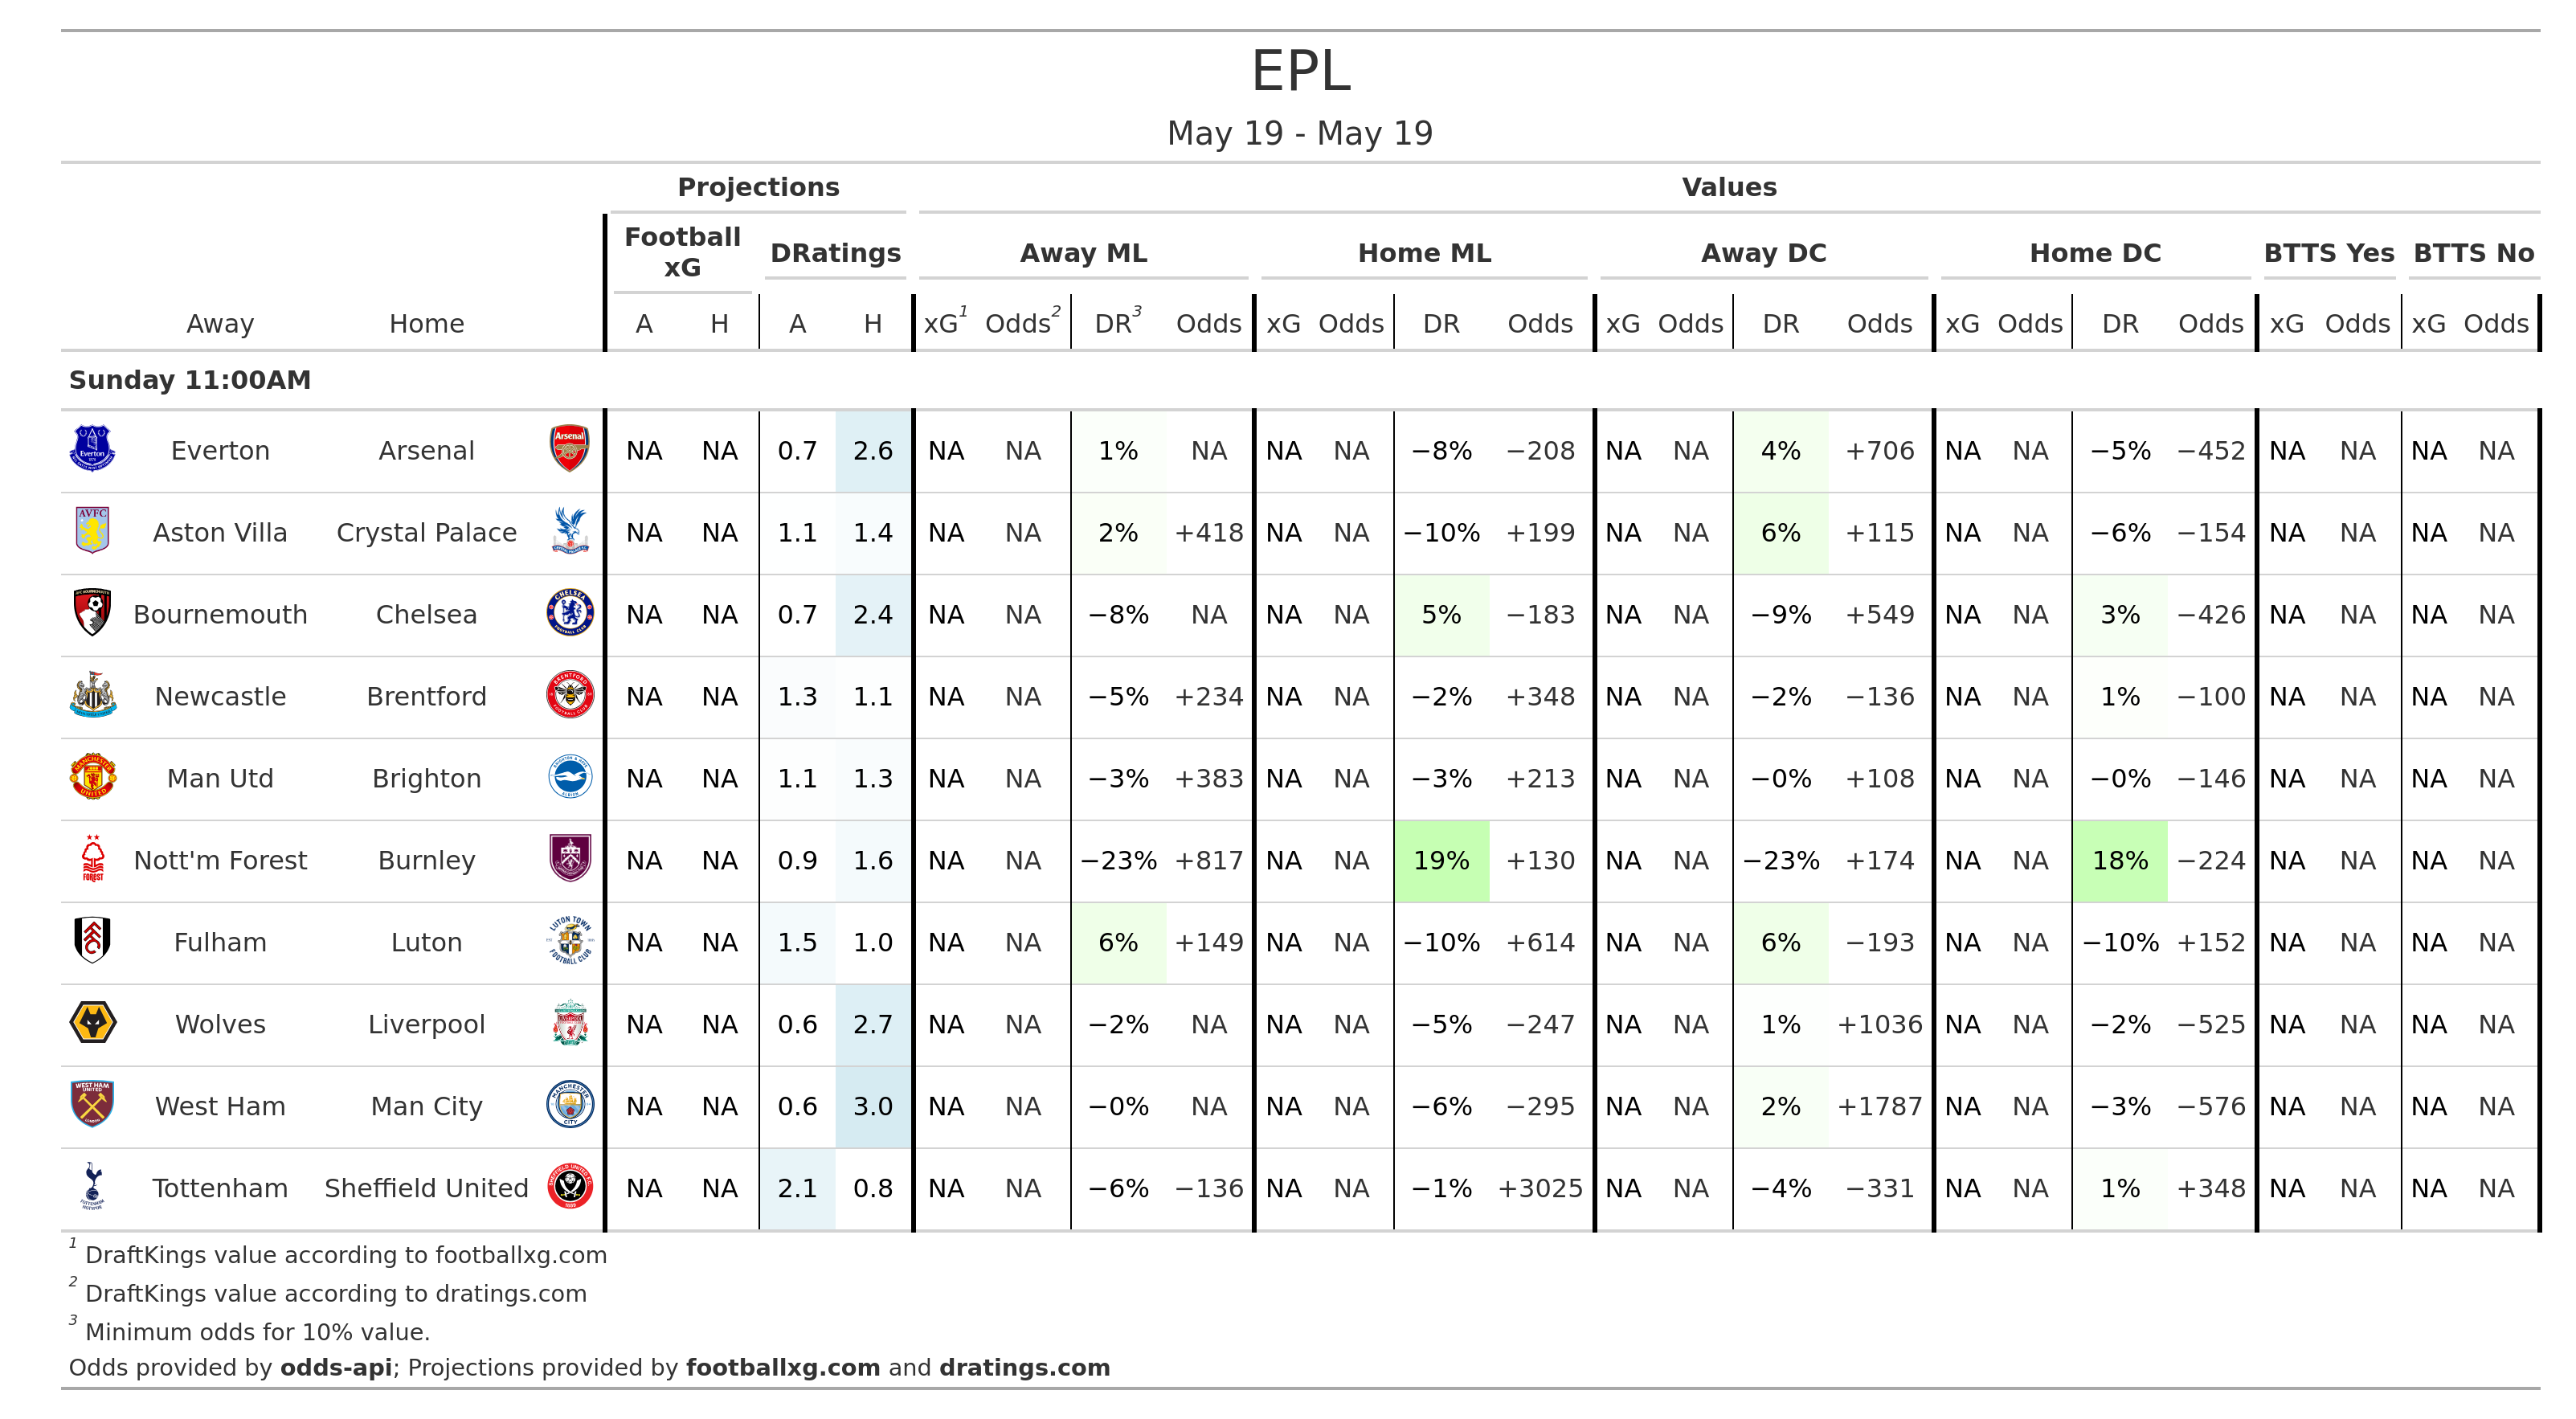 EPL
May 19 - May 19
Projections Values
Football xG DRatings Away ML Home ML Away DC Home DC BTTS Yes BTTS No
Away Home A H A H xG1 Odds2 DR3 Odds xG Odds DR Odds xG Odds DR Odds xG Odds DR Odds xG Odds xG Odds
Sunday 11:00AM
Everton Arsenal NA NA 0.7 2.6 NA NA 1% NA NA NA −8% −208 NA NA 4% +706 NA NA −5% −452 NA NA NA NA
Aston Villa Crystal Palace NA NA 1.1 1.4 NA NA 2% +418 NA NA −10% +199 NA NA 6% +115 NA NA −6% −154 NA NA NA NA
Bournemouth Chelsea NA NA 0.7 2.4 NA NA −8% NA NA NA 5% −183 NA NA −9% +549 NA NA 3% −426 NA NA NA NA
Newcastle Brentford NA NA 1.3 1.1 NA NA −5% +234 NA NA −2% +348 NA NA −2% −136 NA NA 1% −100 NA NA NA NA
Man Utd Brighton NA NA 1.1 1.3 NA NA −3% +383 NA NA −3% +213 NA NA −0% +108 NA NA −0% −146 NA NA NA NA
Nott'm Forest Burnley NA NA 0.9 1.6 NA NA −23% +817 NA NA 19% +130 NA NA −23% +174 NA NA 18% −224 NA NA NA NA
Fulham Luton NA NA 1.5 1.0 NA NA 6% +149 NA NA −10% +614 NA NA 6% −193 NA NA −10% +152 NA NA NA NA
Wolves Liverpool NA NA 0.6 2.7 NA NA −2% NA NA NA −5% −247 NA NA 1% +1036 NA NA −2% −525 NA NA NA NA
West Ham Man City NA NA 0.6 3.0 NA NA −0% NA NA NA −6% −295 NA NA 2% +1787 NA NA −3% −576 NA NA NA NA
Tottenham Sheffield United NA NA 2.1 0.8 NA NA −6% −136 NA NA −1% +3025 NA NA −4% −331 NA NA 1% +348 NA NA NA NA
1 DraftKings value according to footballxg.com
2 DraftKings value according to dratings.com
3 Minimum odds for 10% value.
Odds provided by odds-api; Projections provided by footballxg.com and dratings.com